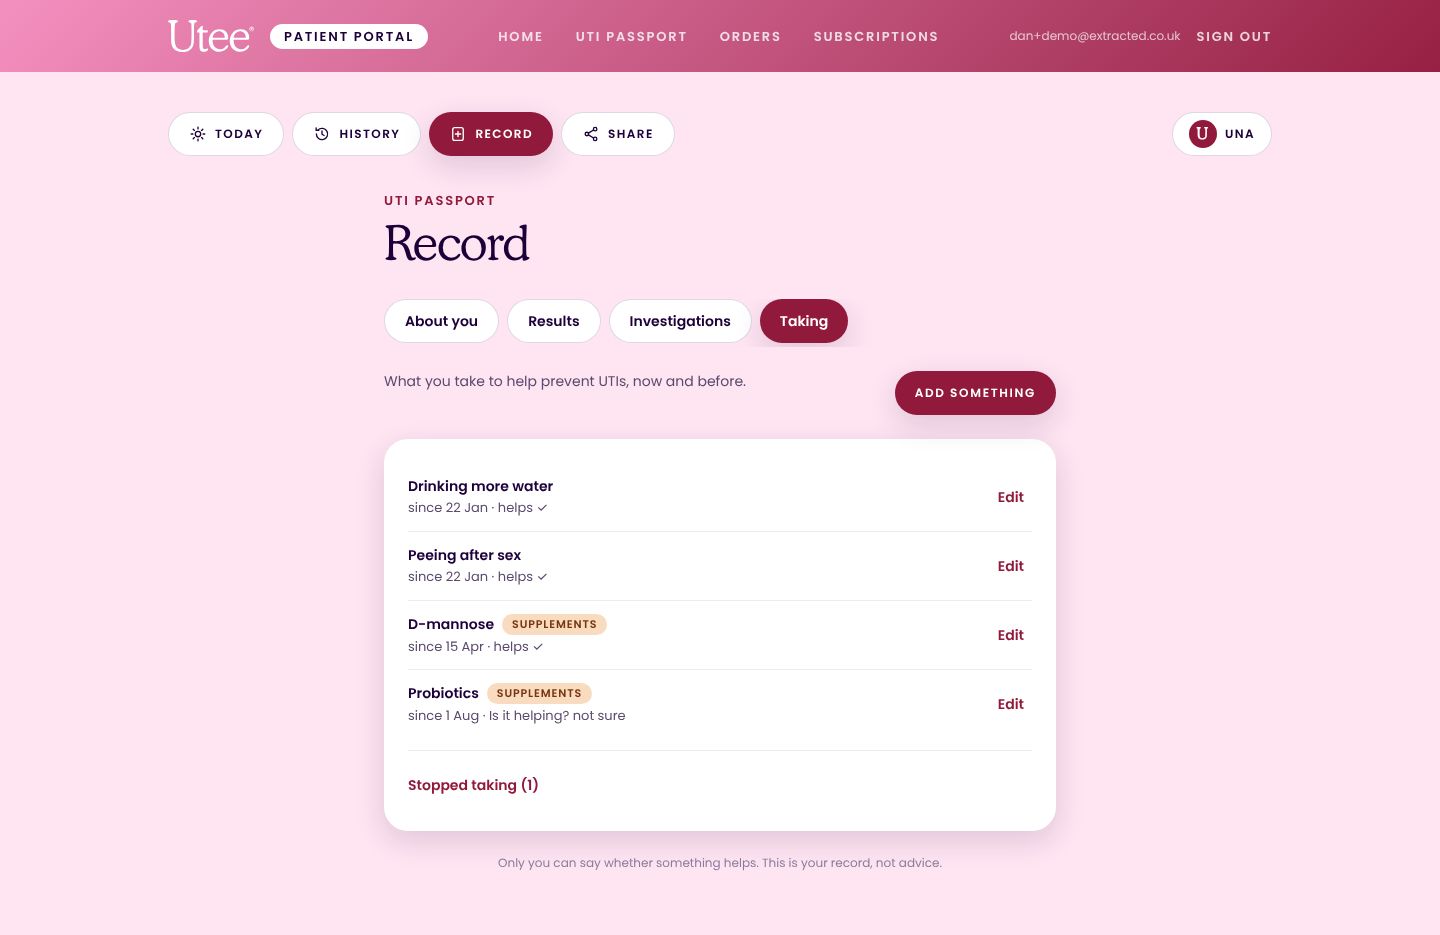 Utee®
PATIENT PORTAL
HOME
UTI PASSPORT
ORDERS
SUBSCRIPTIONS
dan+demo@extracted.co.uk
SIGN OUT
TODAY
HISTORY
RECORD
SHARE
U
UNA
UTI PASSPORT
Record
About you
Results
Investigations
Taking
What you take to help prevent UTIs, now and before.
ADD SOMETHING
Drinking more water
since 22 Jan · helps ✓
Edit
Peeing after sex
since 22 Jan · helps ✓
Edit
D-mannose SUPPLEMENTS
since 15 Apr · helps ✓
Edit
Probiotics SUPPLEMENTS
since 1 Aug · Is it helping? not sure
Edit
Stopped taking (1)
Only you can say whether something helps. This is your record, not advice.